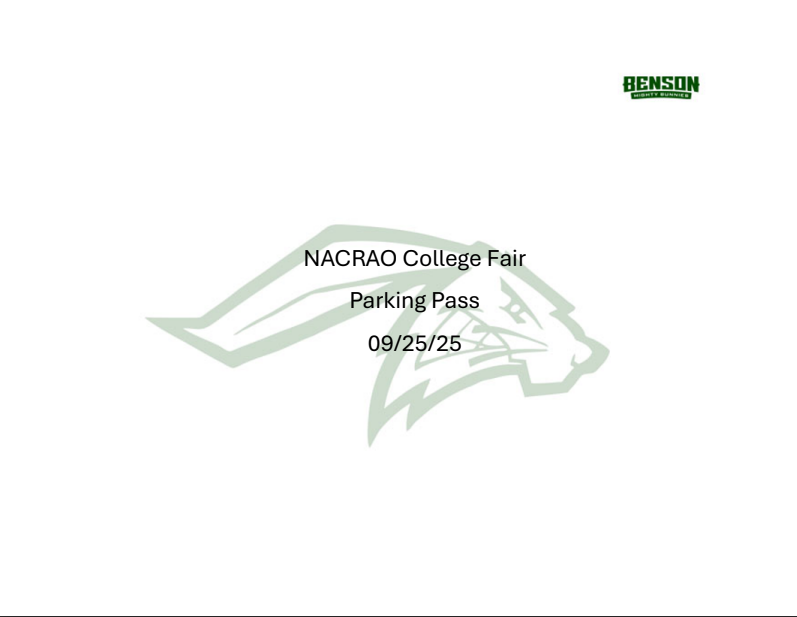 BENSON
MIGHTY BUNNIES
NACRAO College Fair
Parking Pass
09/25/25